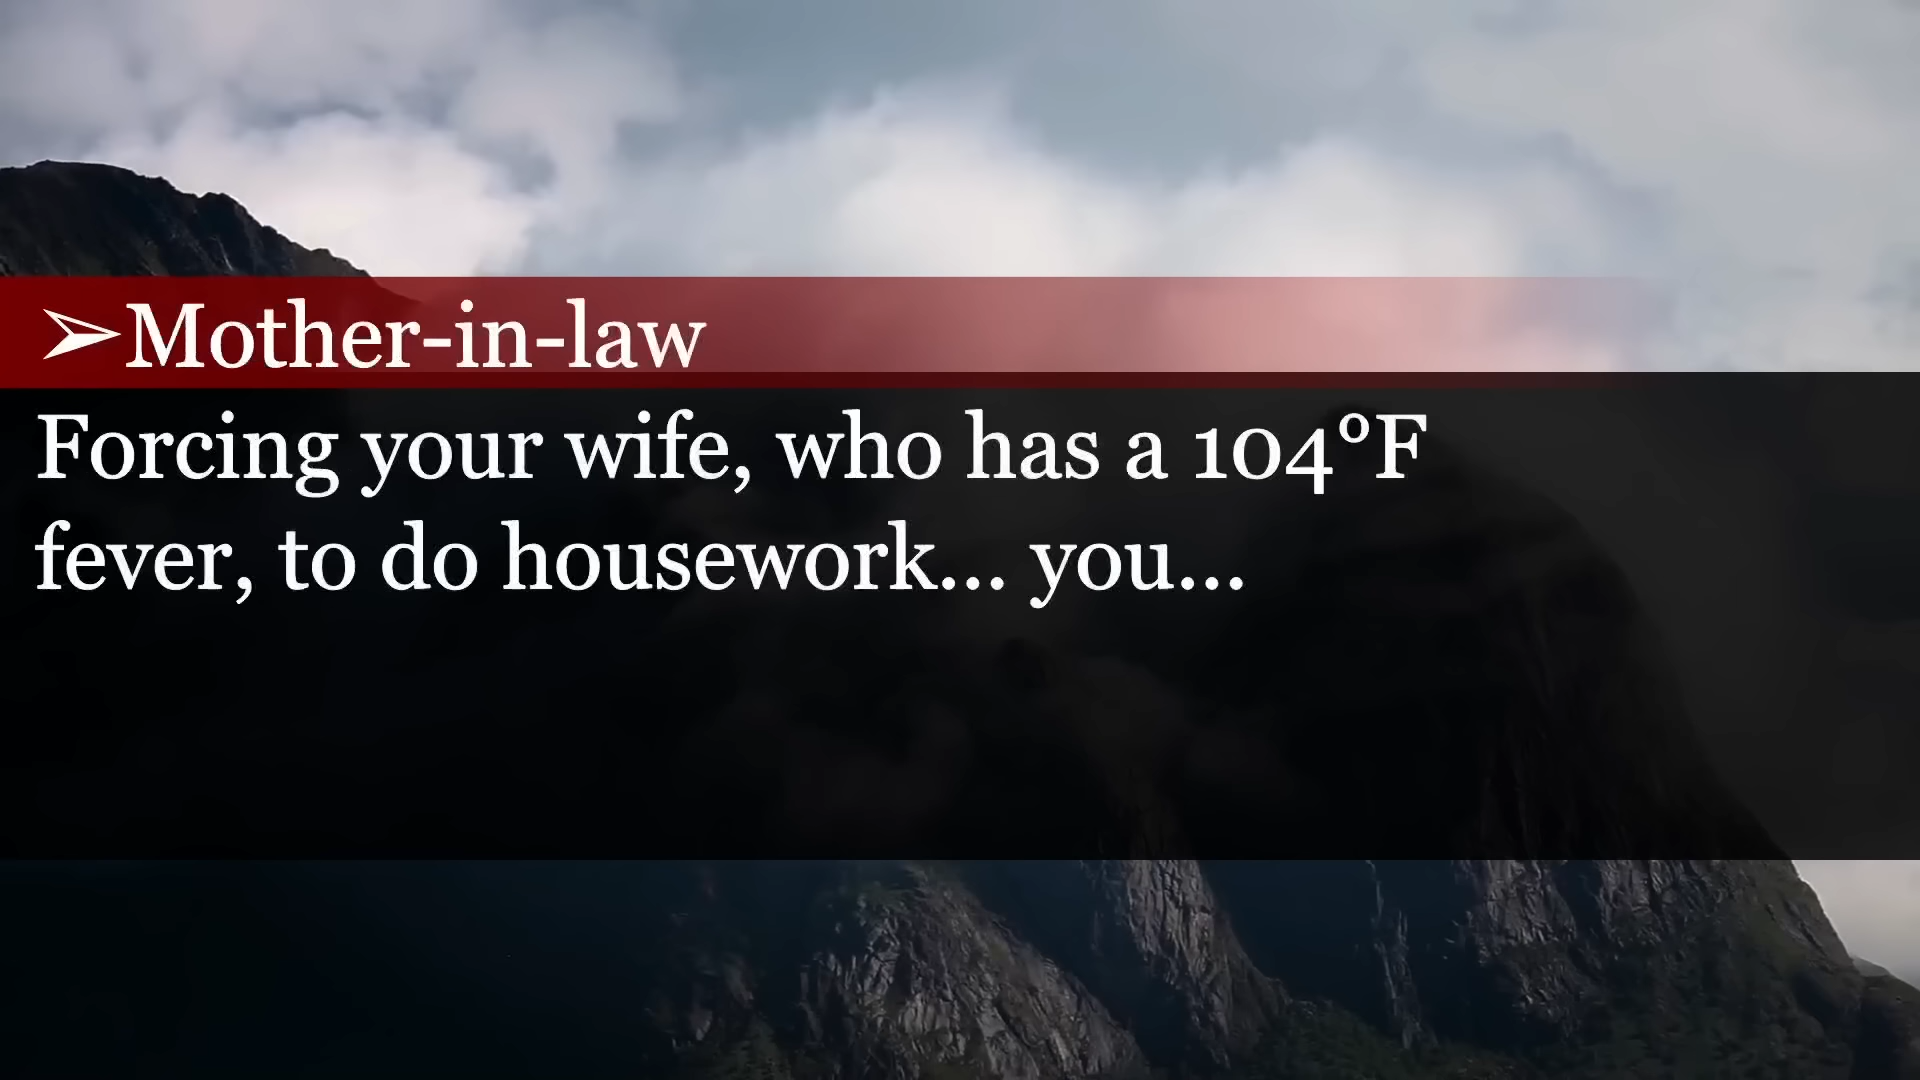 ➢Mother-in-law
Forcing your wife, who has a 104°F
fever, to do housework... you...